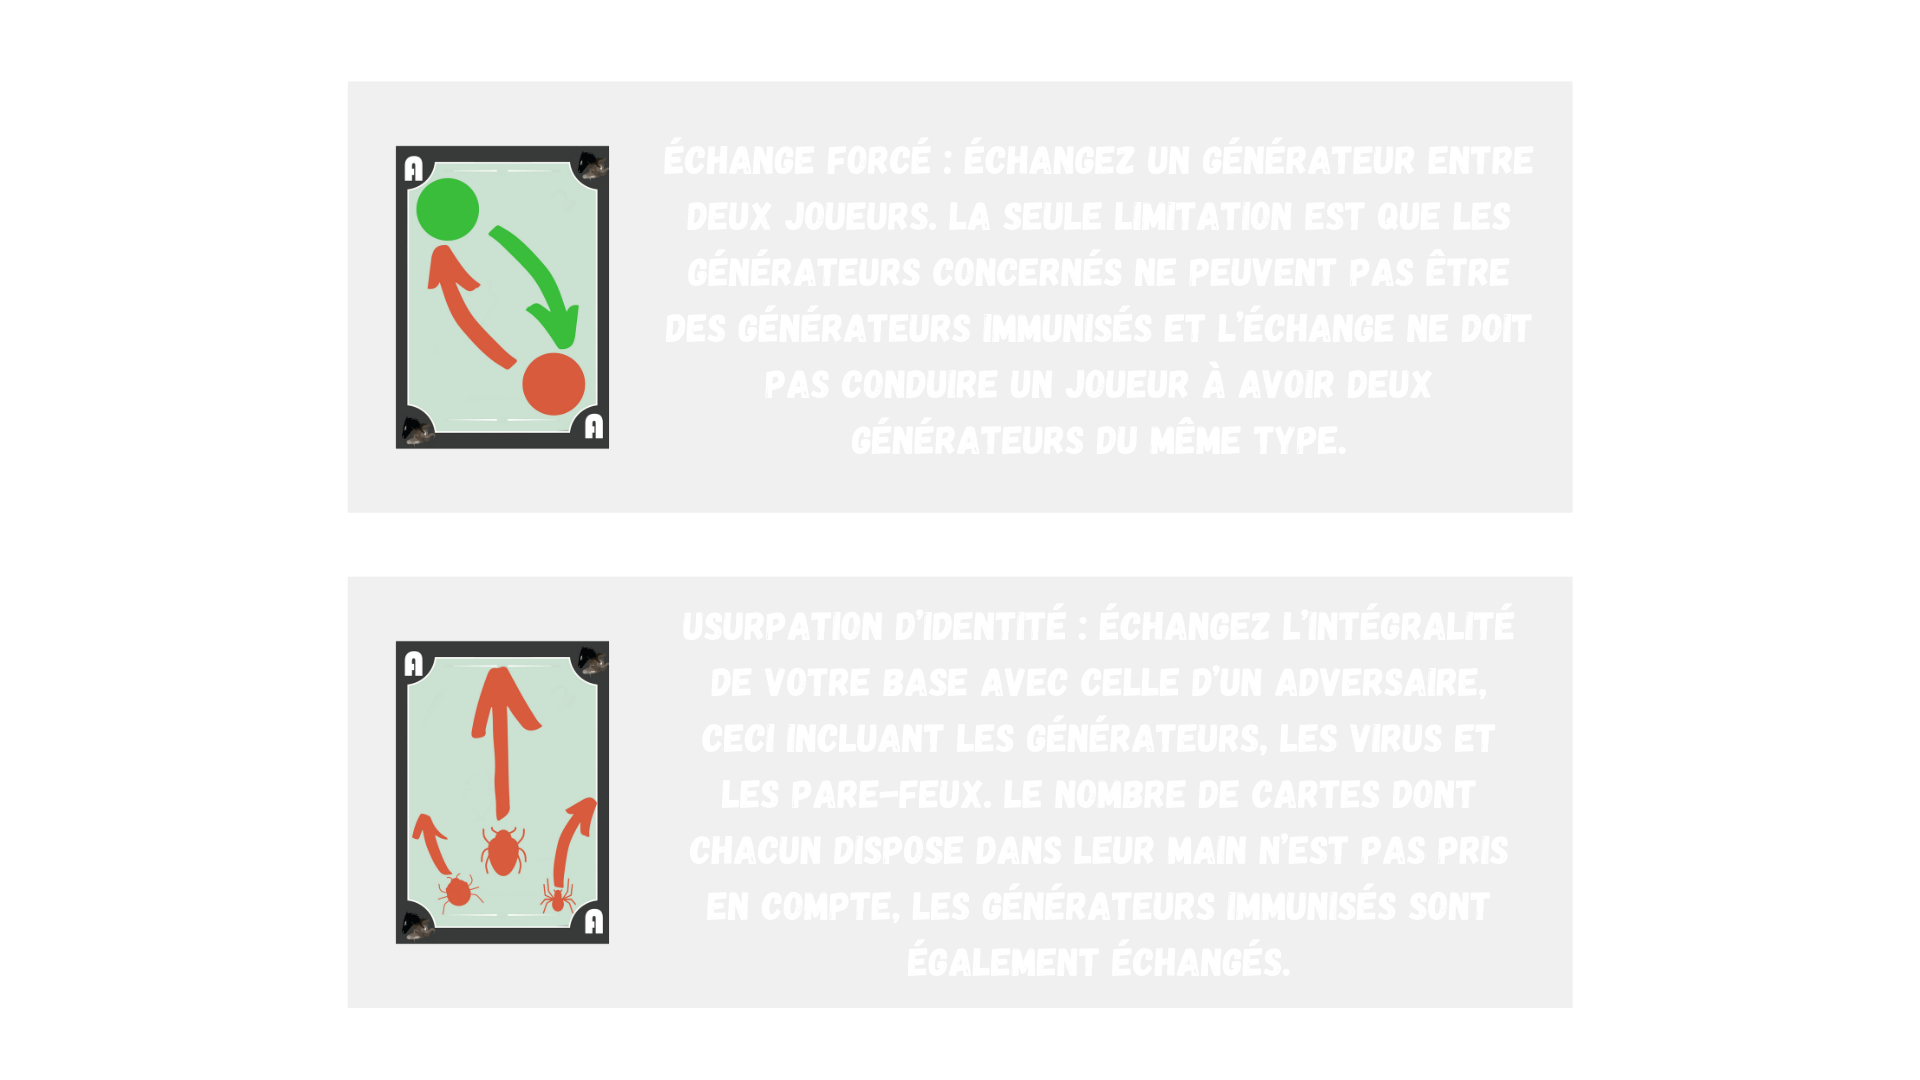 A
ÉCHANGE FORCÉ : ÉCHANGEZ UN GÉNÉRATEUR ENTRE
DEUX JOUEURS. LA SEULE LIMITATION EST QUE LES
GÉNÉRATEURS CONCERNÉS NE PEUVENT PAS ÊTRE
DES GÉNÉRATEURS IMMUNISÉS ET L'ÉCHANGE NE DOIT
PAS CONDUIRE UN JOUEUR À AVOIR DEUX
GÉNÉRATEURS DU MÊME TYPE.
A
A
USURPATION D'IDENTITÉ : ÉCHANGEZ L'INTÉGRALITÉ
DE VOTRE BASE AVEC CELLE D'UN ADVERSAIRE,
CECI INCLUANT LES GÉNÉRATEURS, LES VIRUS ET
LES PARE-FEUX. LE NOMBRE DE CARTES DONT
CHACUN DISPOSE DANS LEUR MAIN N'EST PAS PRIS
EN COMPTE, LES GÉNÉRATEURS IMMUNISÉS SONT
ÉGALEMENT ÉCHANGÉS.
A